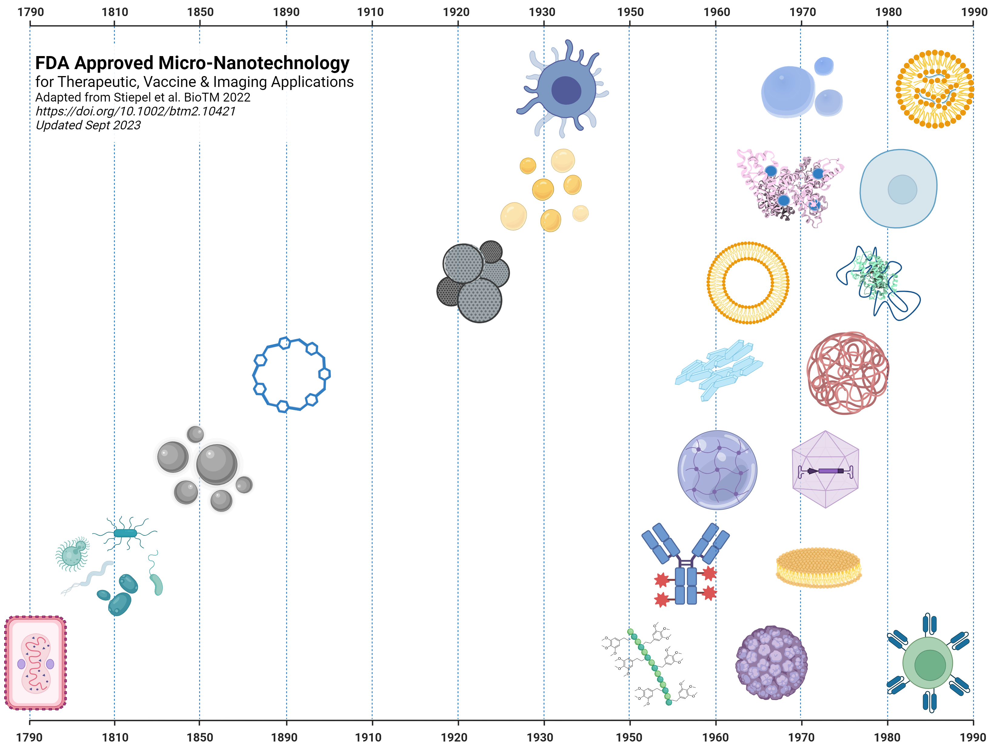 1790 1810 1850 1890 1910 1920 1930 1950 1960 1970 1980 1990
FDA Approved Micro-Nanotechnology
for Therapeutic, Vaccine & Imaging Applications
Adapted from Stiepel et al. BioTM 2022
https://doi.org/10.1002/btm2.10421
Updated Sept 2023
1790 1810 1850 1890 1910 1920 1930 1950 1960 1970 1980 1990